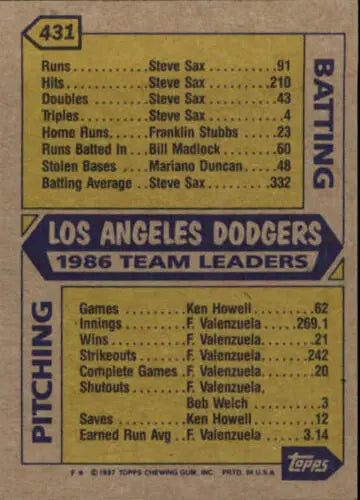 431
BATTING
Runs..........Steve Sax.........91
Hits............Steve Sax........210
Doubles......Steve Sax.........43
Triples........Steve Sax..........4
Home Runs...Franklin Stubbs...23
Runs Batted In..Bill Madlock.....60
Stolen Bases...Mariano Duncan..48
Batting Average..Steve Sax......332
LOS ANGELES DODGERS
1986 TEAM LEADERS
PITCHING
Games..........Ken Howell......62
Innings.........F. Valenzuela....269.1
Wins............F. Valenzuela.....21
Strikeouts......F. Valenzuela....242
Complete Games.F. Valenzuela....20
Shutouts........F. Valenzuela,
Bob Welch........3
Saves..........Ken Howell......12
Earned Run Avg..F. Valenzuela....3.14
F* © 1987 TOPPS CHEWING GUM, INC. PRTD. IN U.S.A.
topps